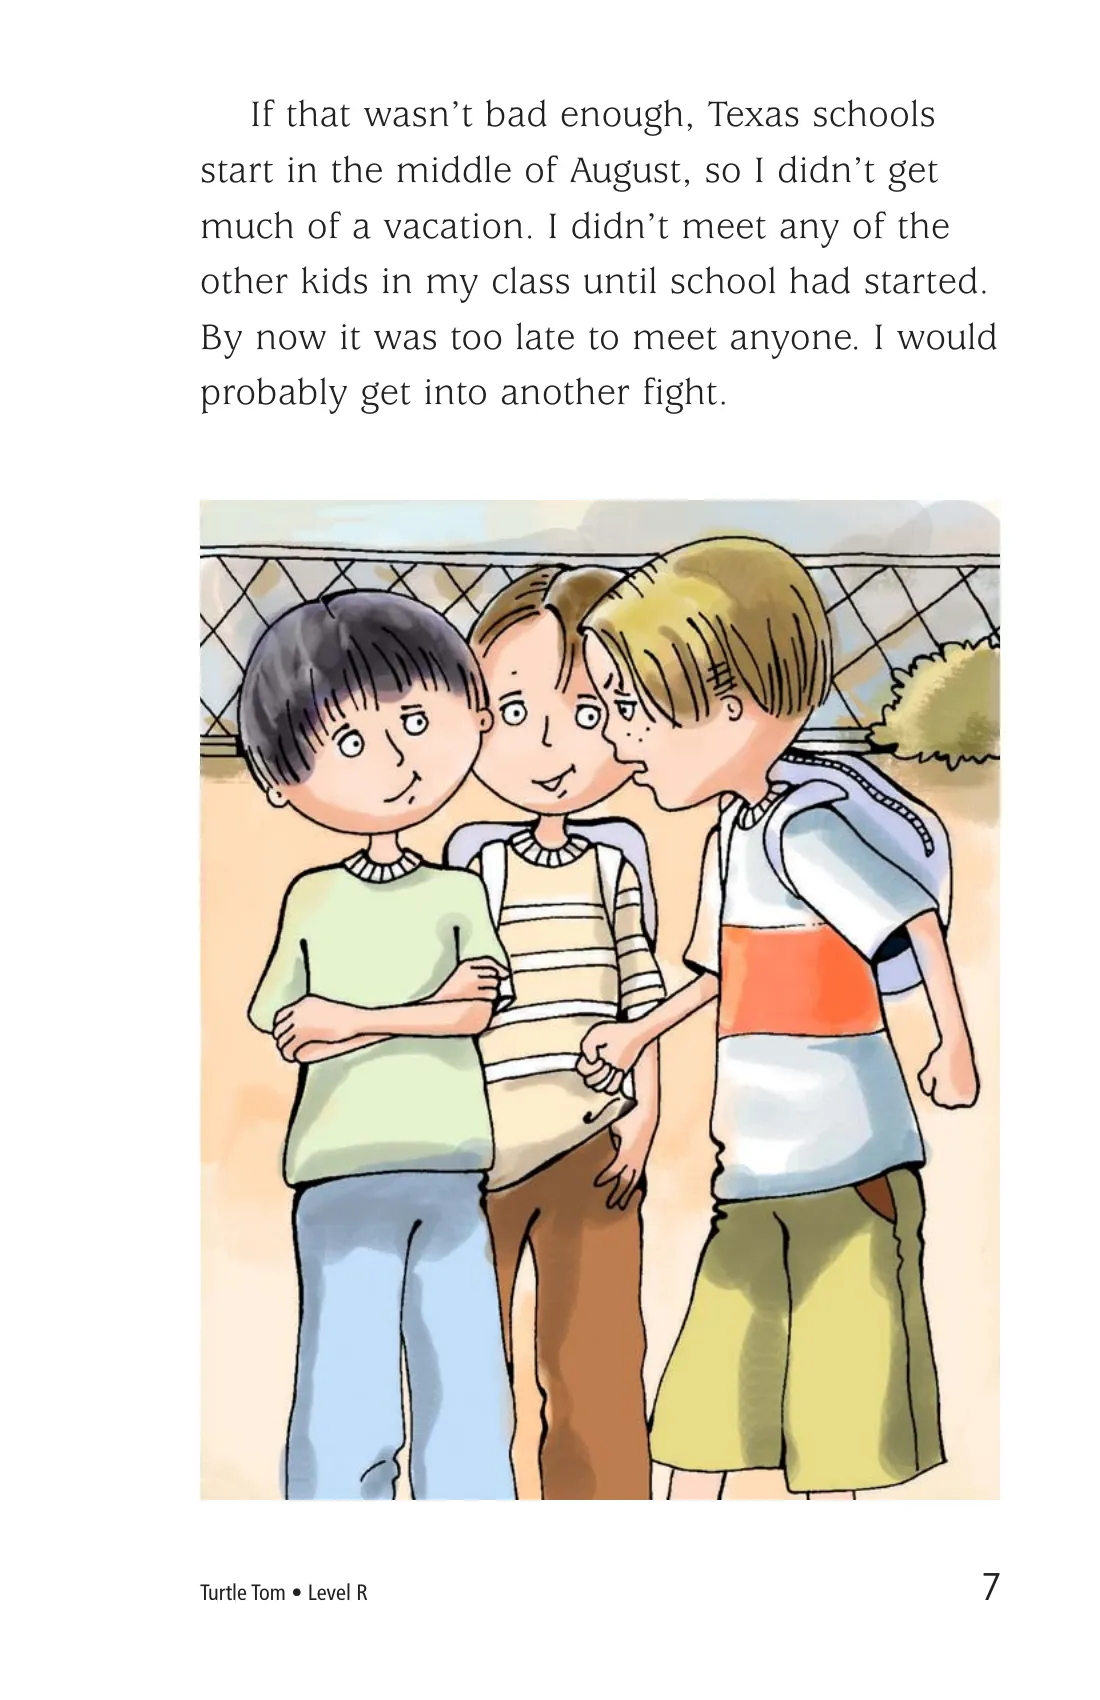 If that wasn’t bad enough, Texas schools
start in the middle of August, so I didn’t get
much of a vacation. I didn’t meet any of the
other kids in my class until school had started.
By now it was too late to meet anyone. I would
probably get into another fight.
Turtle Tom • Level R
7